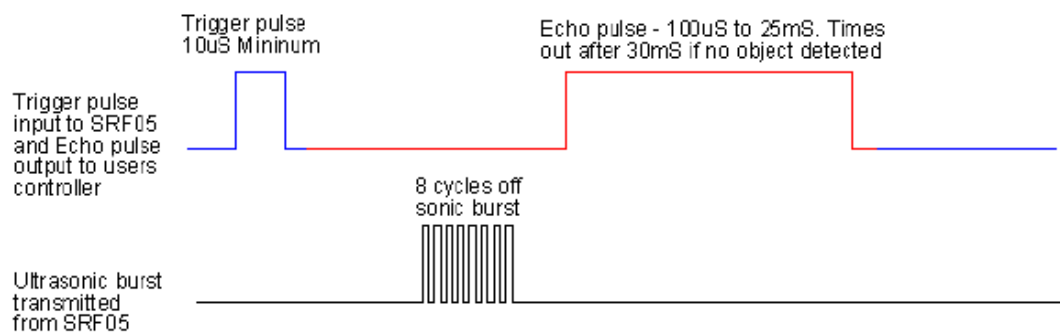 Trigger pulse
10uS Mininum
Echo pulse - 100uS to 25mS. Times
out after 30mS if no object detected
Trigger pulse
input to SRF05
and Echo pulse
output to users
controller
8 cycles off
sonic burst
Ultrasonic burst
transmitted
from SRF05